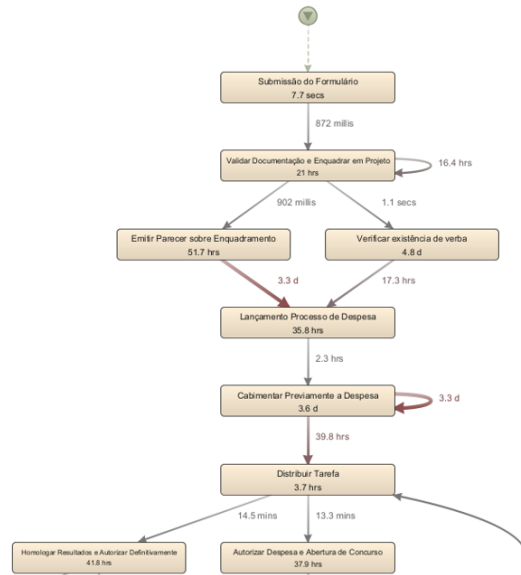 Submissão do Formulário
7.7 secs
872 millis
Validar Documentação e Enquadrar em Projeto
21 hrs
16.4 hrs
902 millis
1.1 secs
Emitir Parecer sobre Enquadramento
51.7 hrs
Verificar existência de verba
4.8 d
3.3 d
17.3 hrs
Lançamento Processo de Despesa
35.8 hrs
2.3 hrs
Cabimentar Previamente a Despesa
3.6 d
3.3 d
39.8 hrs
Distribuir Tarefa
3.7 hrs
14.5 mins
13.3 mins
Homologar Resultados e Autorizar Definitivamente
41.8 hrs
Autorizar Despesa e Abertura de Concurso
37.9 hrs